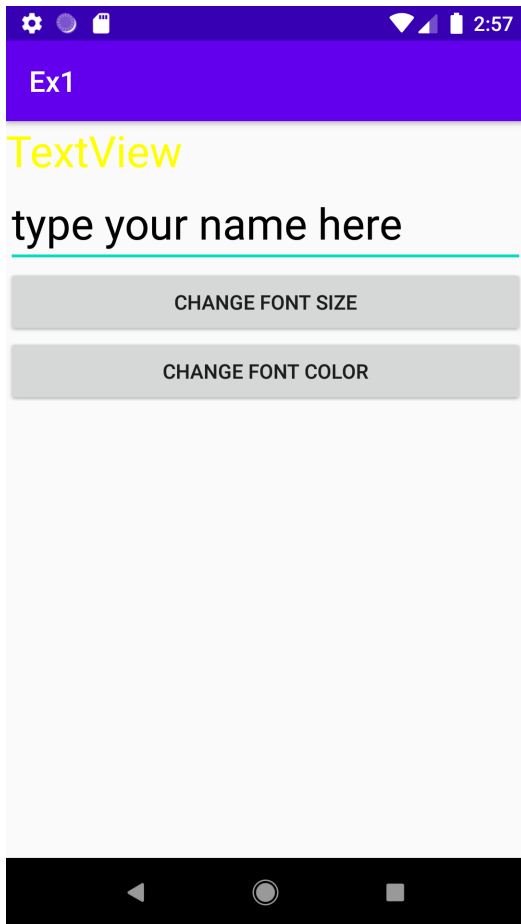 2:57
Ex1
TextView
type your name here
CHANGE FONT SIZE
CHANGE FONT COLOR